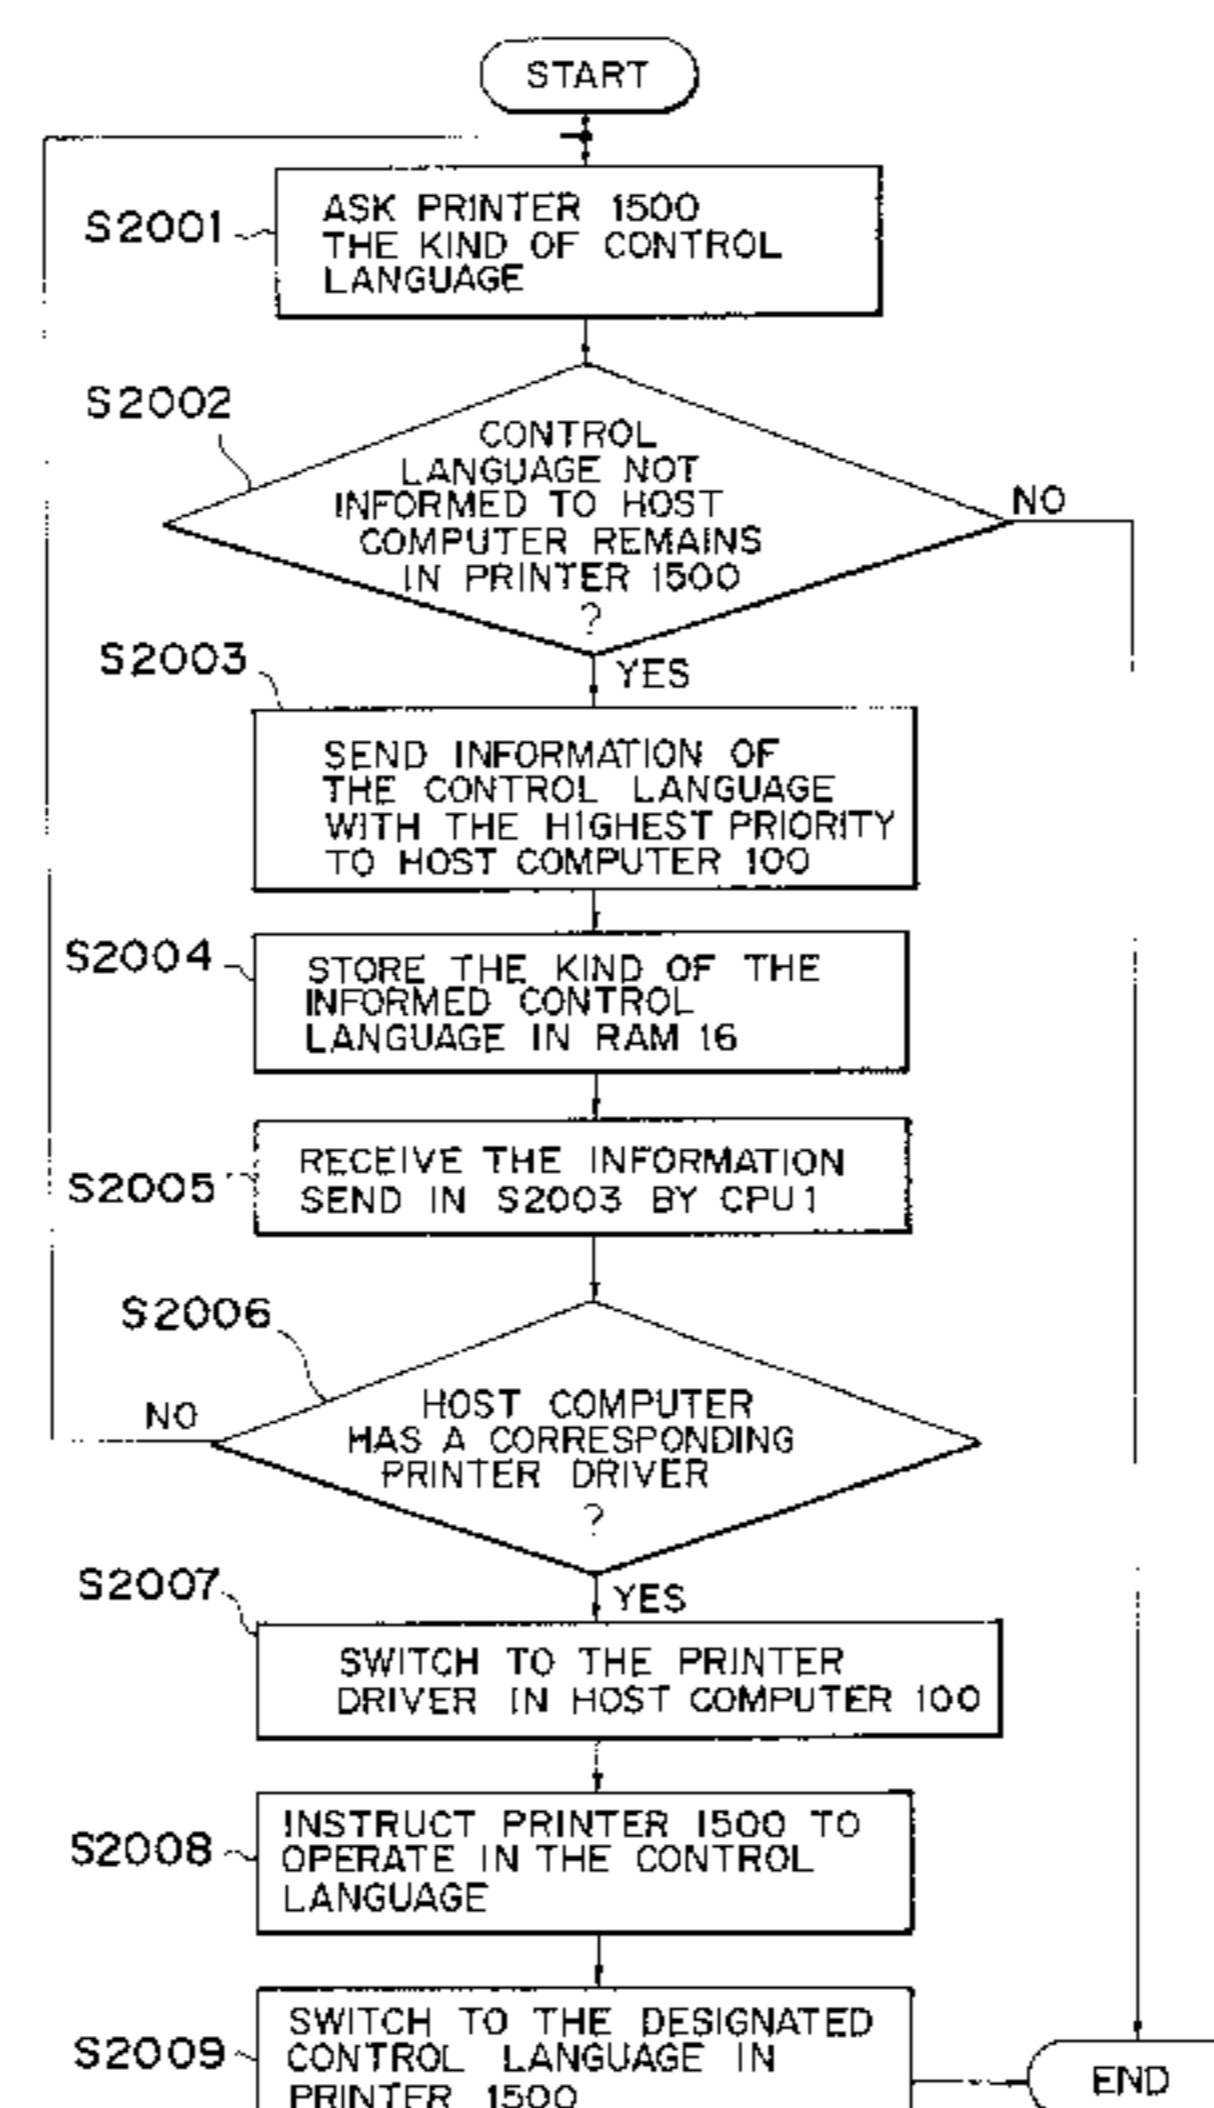 START
S2001
ASK PRINTER 1500
THE KIND OF CONTROL
LANGUAGE
S2002
CONTROL
LANGUAGE NOT
INFORMED TO HOST
COMPUTER REMAINS
IN PRINTER 1500
?
NO
YES
S2003
SEND INFORMATION OF
THE CONTROL LANGUAGE
WITH THE HIGHEST PRIORITY
TO HOST COMPUTER 100
S2004
STORE THE KIND OF THE
INFORMED CONTROL
LANGUAGE IN RAM 16
S2005
RECEIVE THE INFORMATION
SEND IN S2003 BY CPU 1
S2006
HOST COMPUTER
HAS A CORRESPONDING
PRINTER DRIVER
?
NO
YES
S2007
SWITCH TO THE PRINTER
DRIVER IN HOST COMPUTER 100
S2008
INSTRUCT PRINTER 1500 TO
OPERATE IN THE CONTROL
LANGUAGE
S2009
SWITCH TO THE DESIGNATED
CONTROL LANGUAGE IN
PRINTER 1500
END